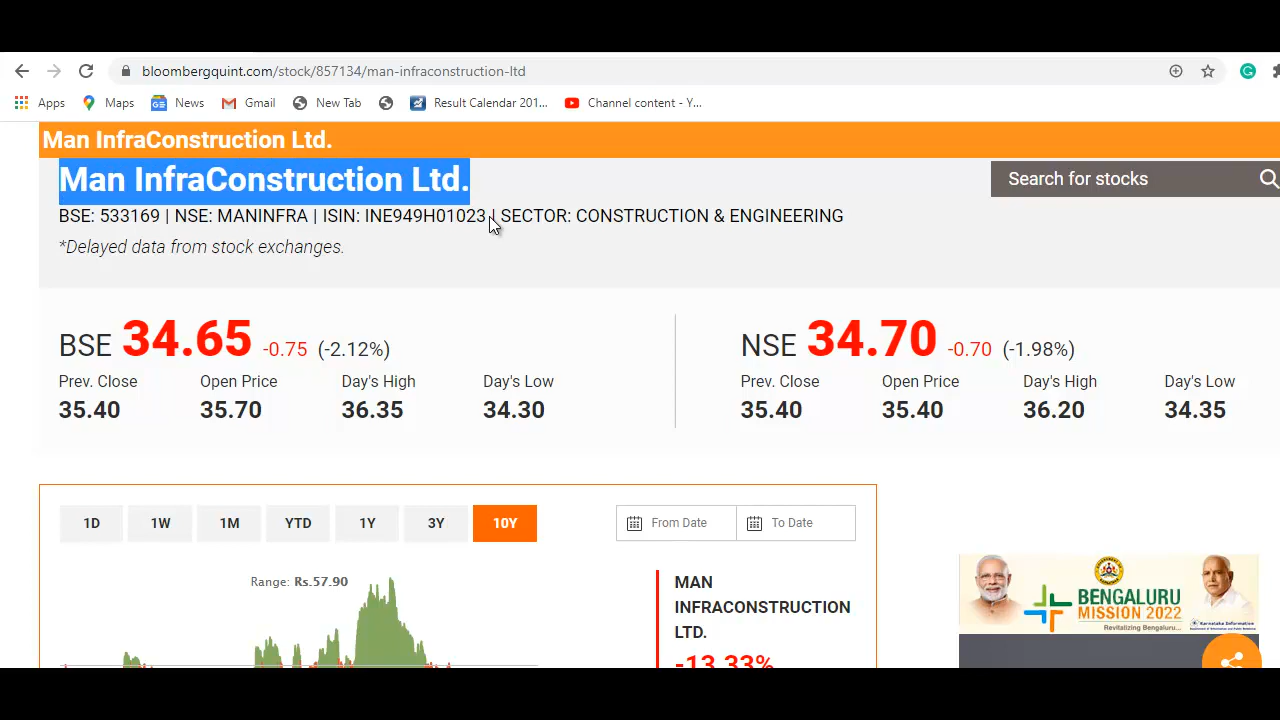 bloombergquint.com/stock/857134/man-infraconstruction-ltd
Apps Maps News Gmail New Tab Result Calendar 201... Channel content - Y...
Man InfraConstruction Ltd.
Man InfraConstruction Ltd.
Search for stocks
BSE: 533169 | NSE: MANINFRA | ISIN: INE949H01023 | SECTOR: CONSTRUCTION & ENGINEERING
*Delayed data from stock exchanges.
BSE 34.65 -0.75 (-2.12%)
Prev. Close Open Price Day's High Day's Low
35.40 35.70 36.35 34.30
NSE 34.70 -0.70 (-1.98%)
Prev. Close Open Price Day's High Day's Low
35.40 35.40 36.20 34.35
1D 1W 1M YTD 1Y 3Y 10Y
From Date To Date
Range: Rs.57.90
MAN
INFRACONSTRUCTION
LTD.
-13.33%
BENGALURU
MISSION 2022
Revitalizing Bengaluru...
Karnataka Information